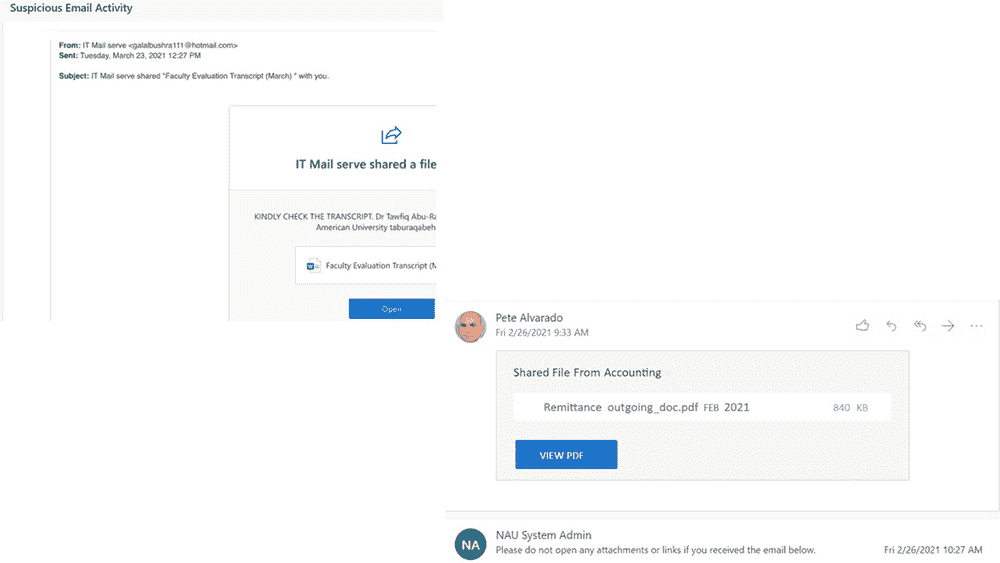 Suspicious Email Activity
From: IT Mail serve <galalbushra111@hotmail.com>
Sent: Tuesday, March 23, 2021 12:27 PM
Subject: IT Mail serve shared "Faculty Evaluation Transcript (March) " with you.
IT Mail serve shared a file
KINDLY CHECK THE TRANSCRIPT. Dr Tawfiq Abu-Ra
American University taburaqabeh
Faculty Evaluation Transcript (M
Open
Pete Alvarado
Fri 2/26/2021 9:33 AM
Shared File From Accounting
Remittance outgoing_doc.pdf FEB 2021 840 KB
VIEW PDF
NA
NAU System Admin
Please do not open any attachments or links if you received the email below. Fri 2/26/2021 10:27 AM